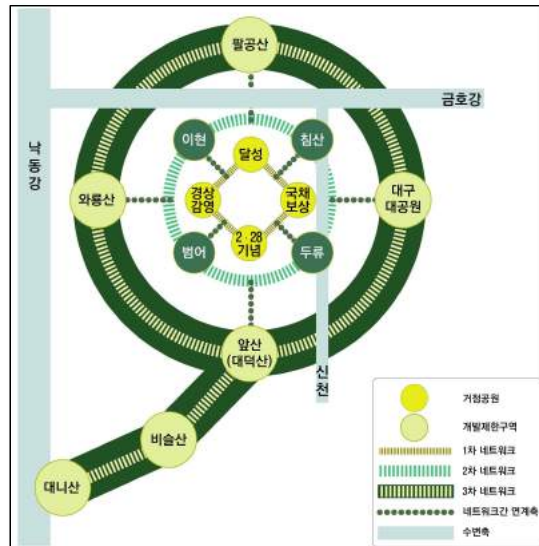 팔공산
금호강
낙동강
이현
침산
달성
와룡산
경상
감영
국채
보상
대구
대공원
범어
2·28
기념
두류
앞산
(대덕산)
신천
비슬산
대니산
거점공원
개발제한구역
1차 네트워크
2차 네트워크
3차 네트워크
네트워크간 연계축
수변축